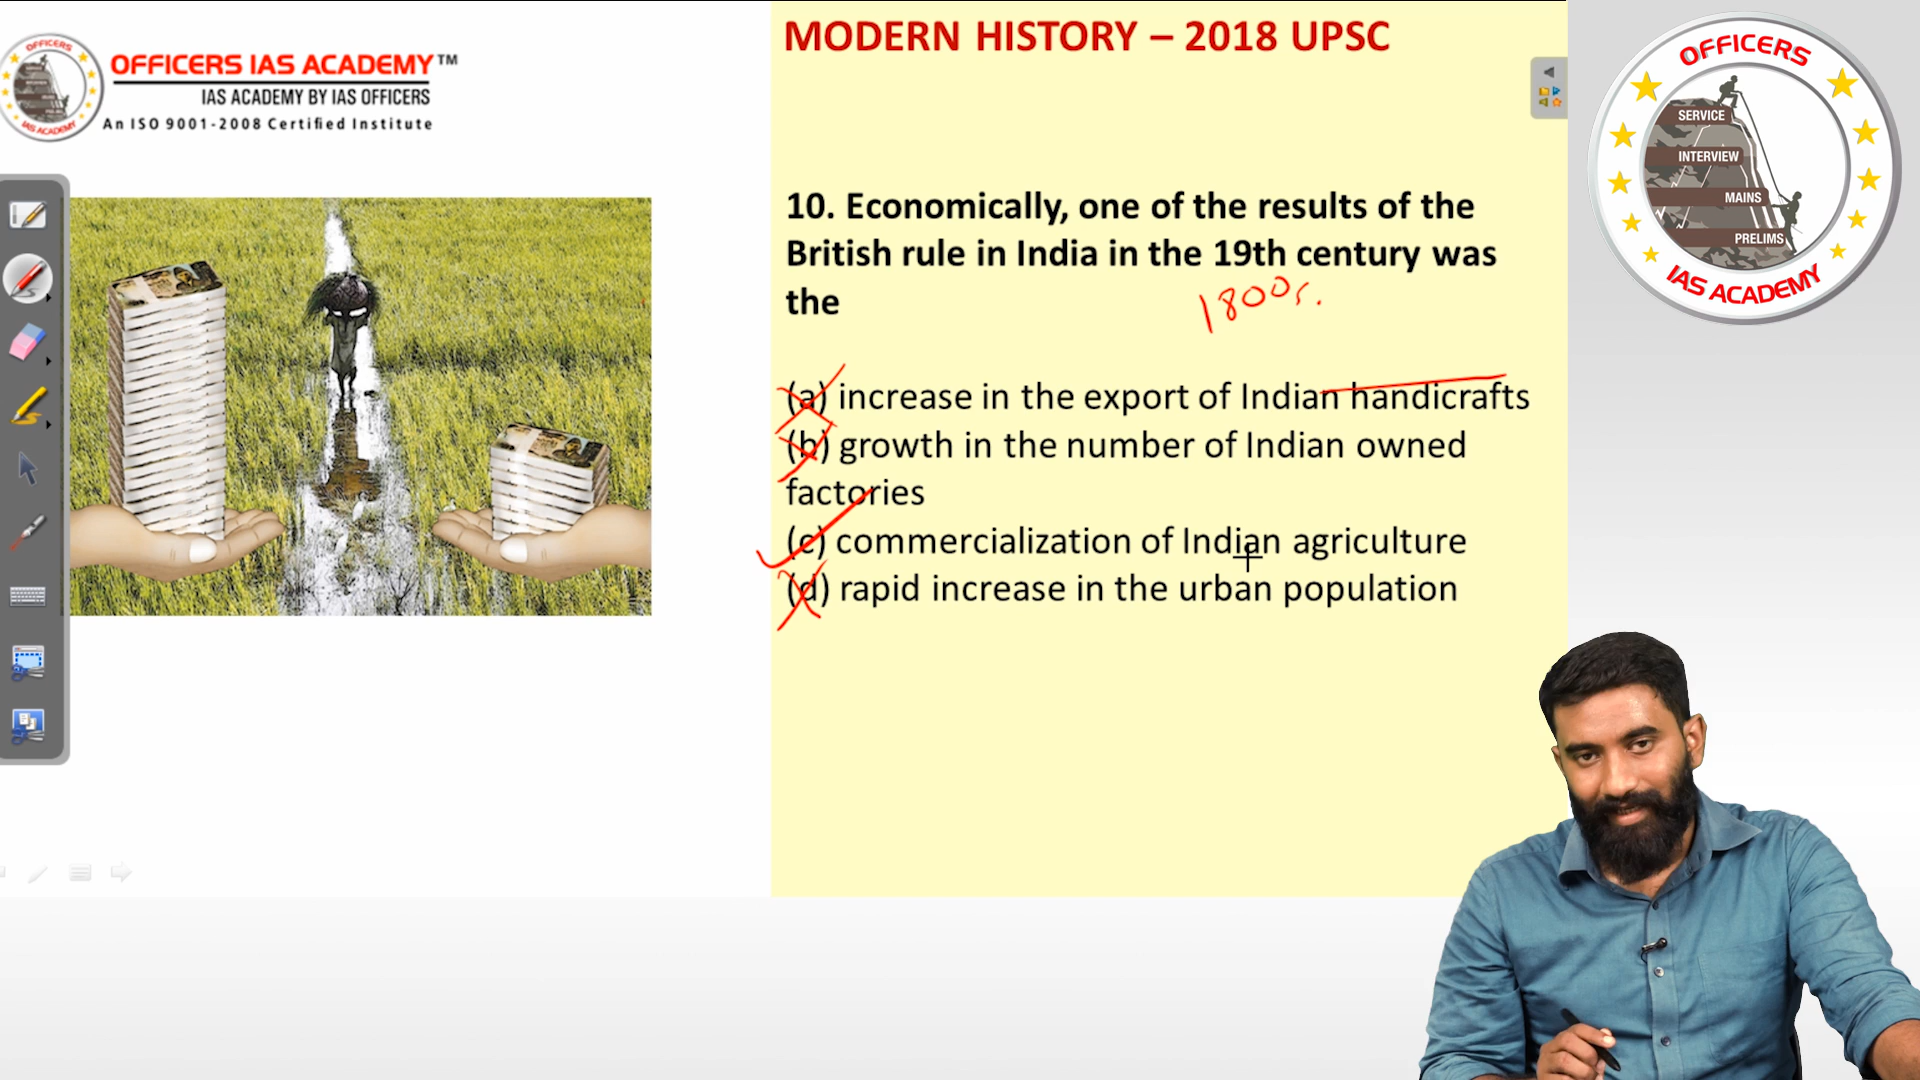 OFFICERS
IAS ACADEMY
OFFICERS IAS ACADEMY™
IAS ACADEMY BY IAS OFFICERS
An ISO 9001-2008 Certified Institute
MODERN HISTORY – 2018 UPSC
10. Economically, one of the results of the
British rule in India in the 19th century was
the
1800s.
(a) increase in the export of Indian handicrafts
(b) growth in the number of Indian owned
factories
(c) commercialization of Indian agriculture
(d) rapid increase in the urban population
OFFICERS
SERVICE
INTERVIEW
MAINS
PRELIMS
IAS ACADEMY